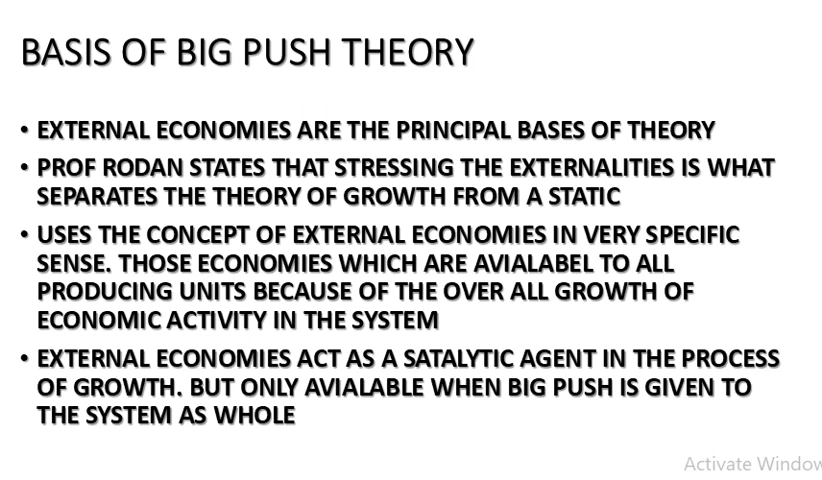 BASIS OF BIG PUSH THEORY
• EXTERNAL ECONOMIES ARE THE PRINCIPAL BASES OF THEORY
• PROF RODAN STATES THAT STRESSING THE EXTERNALITIES IS WHAT
SEPARATES THE THEORY OF GROWTH FROM A STATIC
• USES THE CONCEPT OF EXTERNAL ECONOMIES IN VERY SPECIFIC
SENSE. THOSE ECONOMIES WHICH ARE AVIALABEL TO ALL
PRODUCING UNITS BECAUSE OF THE OVER ALL GROWTH OF
ECONOMIC ACTIVITY IN THE SYSTEM
• EXTERNAL ECONOMIES ACT AS A SATALYTIC AGENT IN THE PROCESS
OF GROWTH. BUT ONLY AVIALABLE WHEN BIG PUSH IS GIVEN TO
THE SYSTEM AS WHOLE
Activate Window